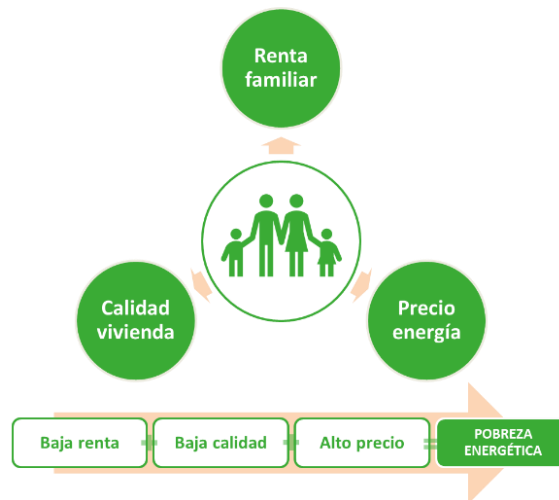 Renta
familiar
Calidad
vivienda
Precio
energía
Baja renta + Baja calidad + Alto precio = POBREZA
ENERGÉTICA